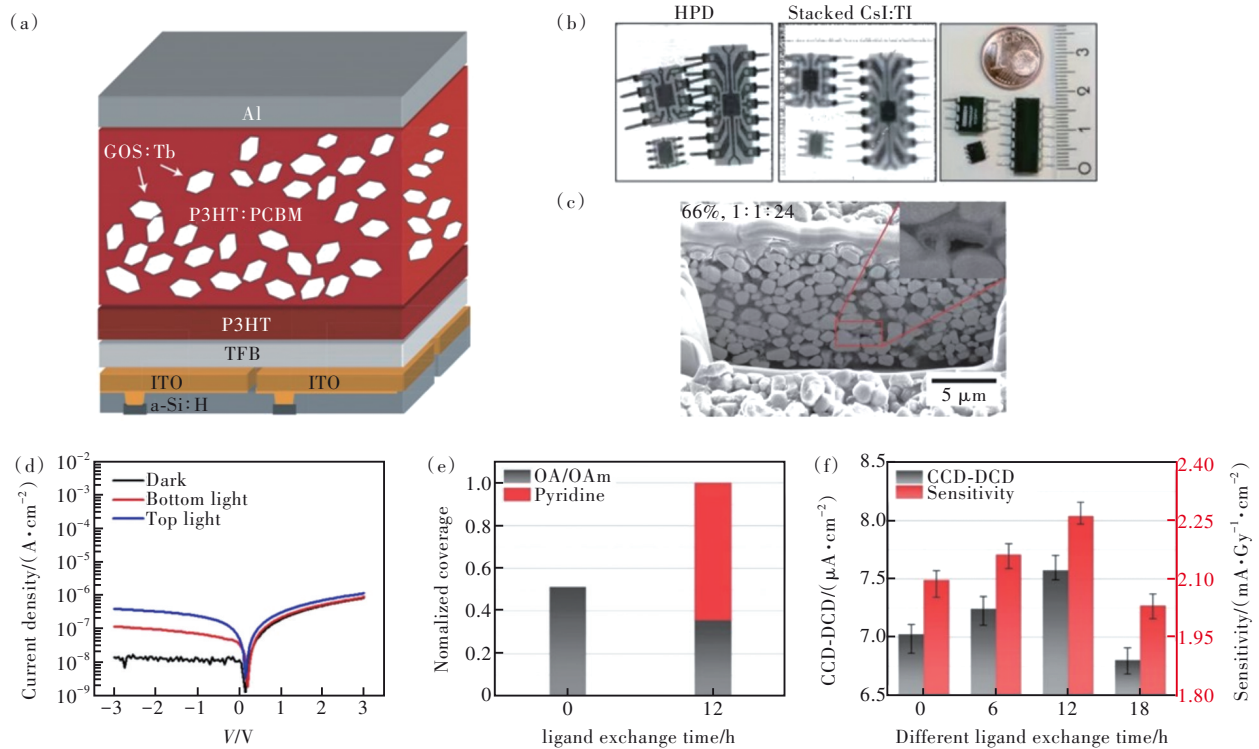 (a)
Al
GOS:Tb
P3HT:PCBM
P3HT
TFB
ITO
ITO
a-Si:H
(b)
HPD
Stacked CsI:TI
3
2
1
0
(c)
66%, 1:1:24
5 μm
(d)
10⁻²
10⁻³
10⁻⁴
10⁻⁵
10⁻⁶
10⁻⁷
10⁻⁸
10⁻⁹
Current density/(A·cm⁻²)
Dark
Bottom light
Top light
−3 −2 −1 0 1 2 3
V/V
(e)
OA/OAm
Pyridine
1.0
0.8
0.6
0.4
0.2
0
Nomalized coverage
0 12
ligand exchange time/h
(f)
CCD-DCD
Sensitivity
8.5
8.0
7.5
7.0
6.5
CCD-DCD/(μA·cm⁻²)
2.40
2.25
2.10
1.95
1.80
Sensitivity/(mA·Gy⁻¹·cm⁻²)
0 6 12 18
Different ligand exchange time/h